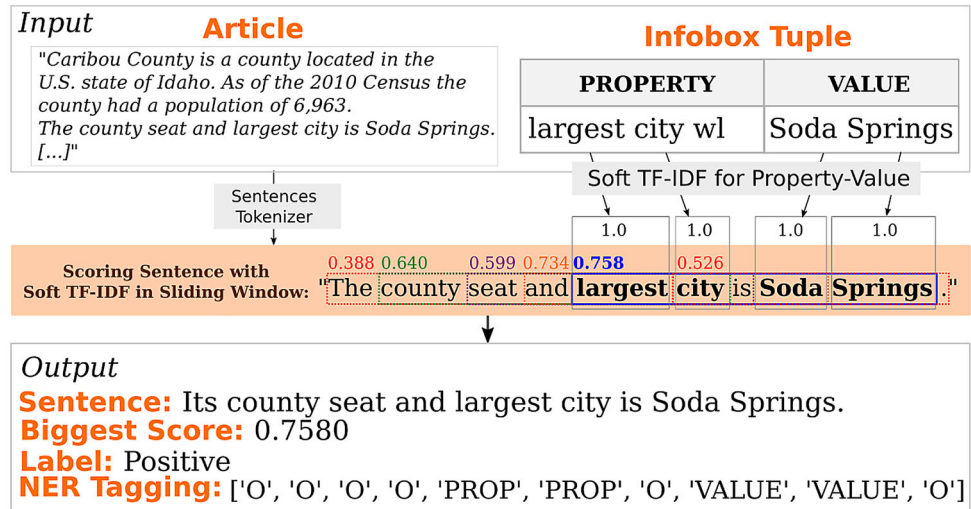 Input
Article
"Caribou County is a county located in the
U.S. state of Idaho. As of the 2010 Census the
county had a population of 6,963.
The county seat and largest city is Soda Springs.
[...]"
Infobox Tuple
PROPERTY VALUE
largest city wl Soda Springs
Soft TF-IDF for Property-Value
Sentences
Tokenizer
1.0 1.0 1.0 1.0
0.388 0.640 0.599 0.734 0.758 0.526
Scoring Sentence with
Soft TF-IDF in Sliding Window:
"The county seat and largest city is Soda Springs."
Output
Sentence: Its county seat and largest city is Soda Springs.
Biggest Score: 0.7580
Label: Positive
NER Tagging: ['O', 'O', 'O', 'O', 'PROP', 'PROP', 'O', 'VALUE', 'VALUE', 'O']